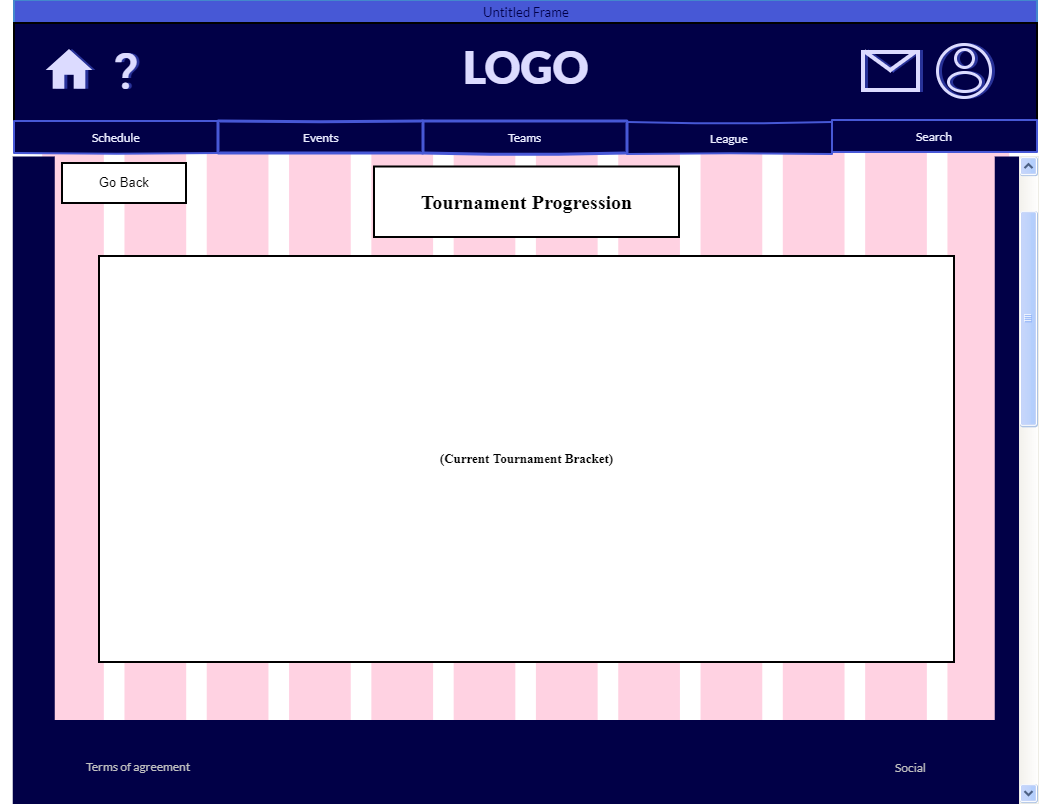 Untitled Frame
?
LOGO
Schedule
Events
Teams
League
Search
Go Back
Tournament Progression
(Current Tournament Bracket)
Terms of agreement
Social